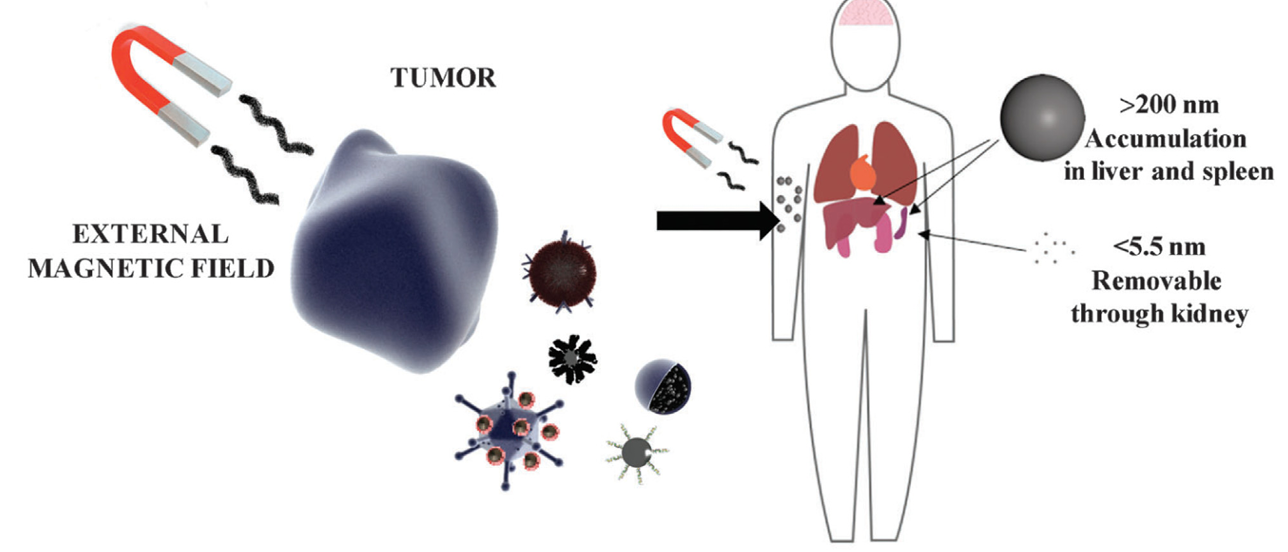 TUMOR
EXTERNAL
MAGNETIC FIELD
>200 nm
Accumulation
in liver and spleen
<5.5 nm
Removable
through kidney